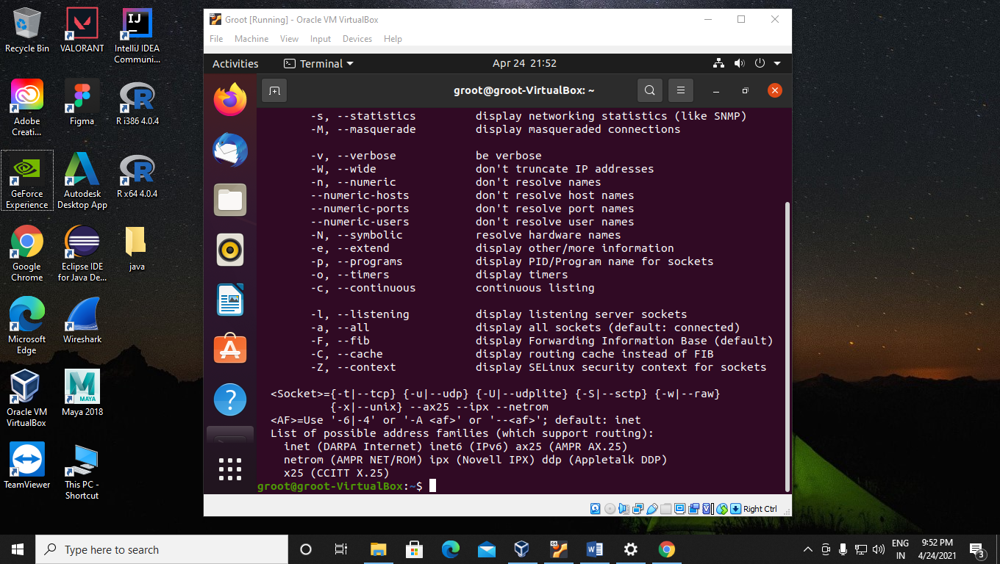 Recycle Bin
VALORANT
IntelliJ IDEA
Communi...
Adobe
Creati...
Figma
R i386 4.0.4
GeForce
Experience
Autodesk
Desktop App
R x64 4.0.4
Google
Chrome
Eclipse IDE
for Java De...
java
Microsoft
Edge
Wireshark
Oracle VM
VirtualBox
Maya 2018
TeamViewer
This PC -
Shortcut
IJ
R
R
R
MAYA
Groot [Running] - Oracle VM VirtualBox
File Machine View Input Devices Help
Activities Terminal Apr 24 21:52
groot@groot-VirtualBox: ~
-s, --statistics display networking statistics (like SNMP)
-M, --masquerade display masqueraded connections
-v, --verbose be verbose
-W, --wide don't truncate IP addresses
-n, --numeric don't resolve names
--numeric-hosts don't resolve host names
--numeric-ports don't resolve port names
--numeric-users don't resolve user names
-N, --symbolic resolve hardware names
-e, --extend display other/more information
-p, --programs display PID/Program name for sockets
-o, --timers display timers
-c, --continuous continuous listing
-l, --listening display listening server sockets
-a, --all display all sockets (default: connected)
-F, --fib display Forwarding Information Base (default)
-C, --cache display routing cache instead of FIB
-Z, --context display SELinux security context for sockets
<Socket>={-t|--tcp} {-u|--udp} {-U|--udplite} {-S|--sctp} {-w|--raw}
{-x|--unix} --ax25 --ipx --netrom
<AF>=Use '-6|-4' or '-A <af>' or '--<af>'; default: inet
List of possible address families (which support routing):
inet (DARPA Internet) inet6 (IPv6) ax25 (AMPR AX.25)
netrom (AMPR NET/ROM) ipx (Novell IPX) ddp (Appletalk DDP)
x25 (CCITT X.25)
groot@groot-VirtualBox:~$
Right Ctrl
Type here to search
ENG
IN
9:52 PM
4/24/2021
3